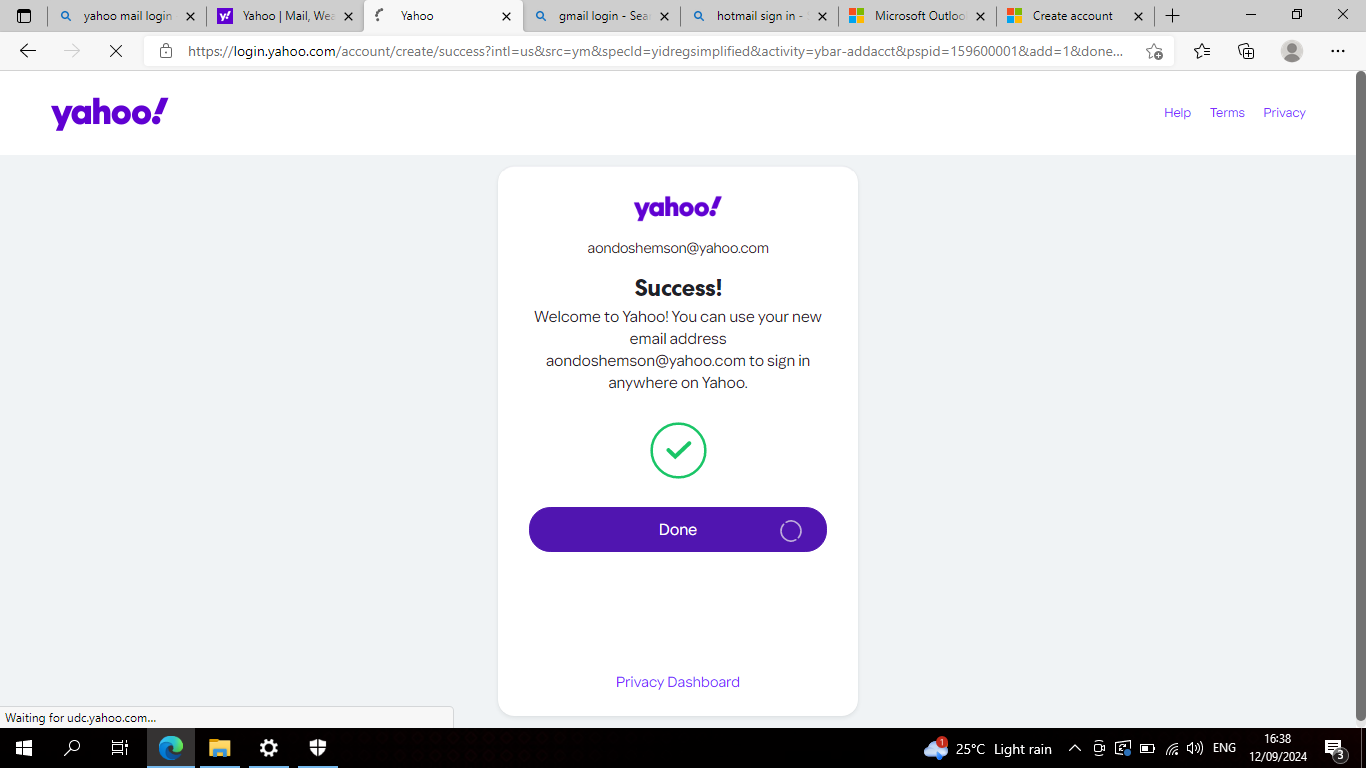 yahoo mail login
Yahoo | Mail, Wea
Yahoo
gmail login - Sear
hotmail sign in -
Microsoft Outloo
Create account
https://login.yahoo.com/account/create/success?intl=us&src=ym&specId=yidregsimplified&activity=ybar-addacct&pspid=1596000001&add=1&done...
yahoo!
Help
Terms
Privacy
yahoo!
aondoshemson@yahoo.com
Success!
Welcome to Yahoo! You can use your new
email address
aondoshemson@yahoo.com to sign in
anywhere on Yahoo.
Done
Privacy Dashboard
Waiting for udc.yahoo.com...
1
25°C Light rain
ENG
16:38
12/09/2024
3